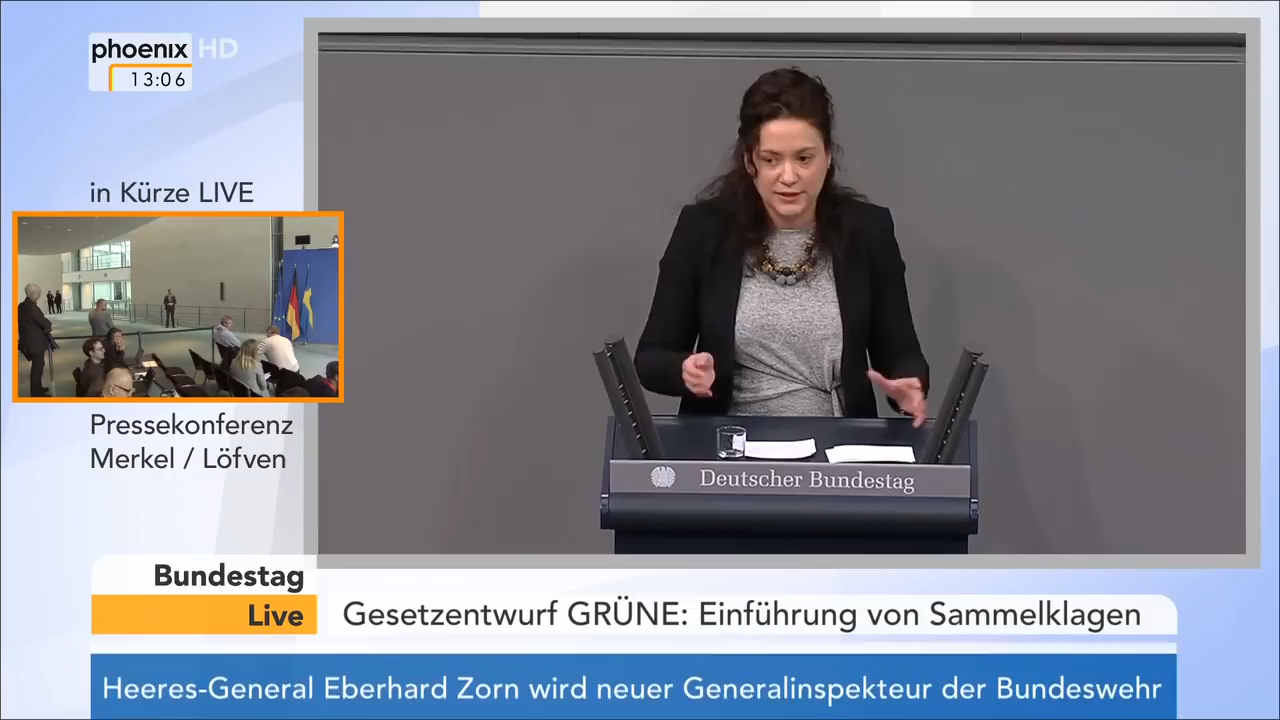 phoenix HD
13:06
in Kürze LIVE
Pressekonferenz
Merkel / Löfven
Deutscher Bundestag
Bundestag
Live
Gesetzentwurf GRÜNE: Einführung von Sammelklagen
Heeres-General Eberhard Zorn wird neuer Generalinspekteur der Bundeswehr